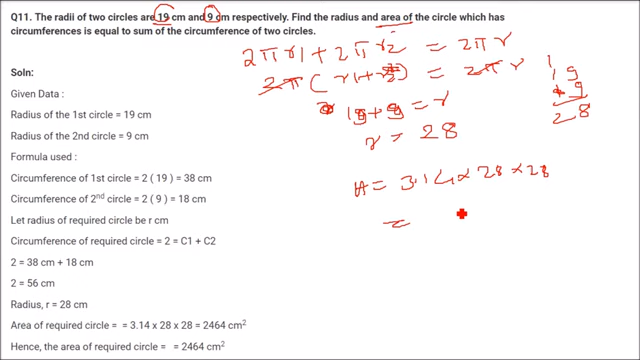 Q11. The radii of two circles are 19 cm and 9 cm respectively. Find the radius and area of the circle which has
circumferences is equal to sum of the circumference of two circles.
2πr1 + 2πr2 = 2πr
2π(r1+r2) = 2πr
19+9 = r
r = 28
19
+ 9
28
A = 3.14 × 28 × 28
=
Soln:
Given Data :
Radius of the 1st circle = 19 cm
Radius of the 2nd circle = 9 cm
Formula used :
Circumference of 1st circle = 2 ( 19 ) = 38 cm
Circumference of 2nd circle = 2 ( 9 ) = 18 cm
Let radius of required circle be r cm
Circumference of required circle = 2 = C1 + C2
2 = 38 cm + 18 cm
2 = 56 cm
Radius, r = 28 cm
Area of required circle = = 3.14 x 28 x 28 = 2464 cm²
Hence, the area of required circle = = 2464 cm²